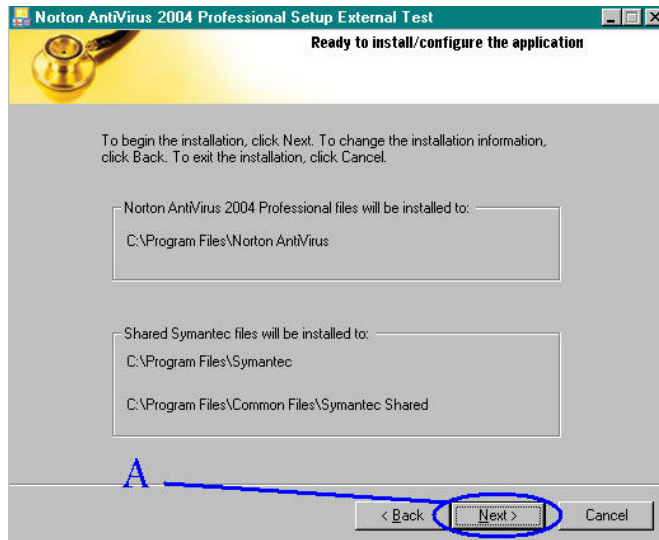 Norton AntiVirus 2004 Professional Setup External Test
Ready to install/configure the application
To begin the installation, click Next. To change the installation information,
click Back. To exit the installation, click Cancel.
Norton AntiVirus 2004 Professional files will be installed to:
C:\Program Files\Norton AntiVirus
Shared Symantec files will be installed to:
C:\Program Files\Symantec
C:\Program Files\Common Files\Symantec Shared
A
< Back Next > Cancel